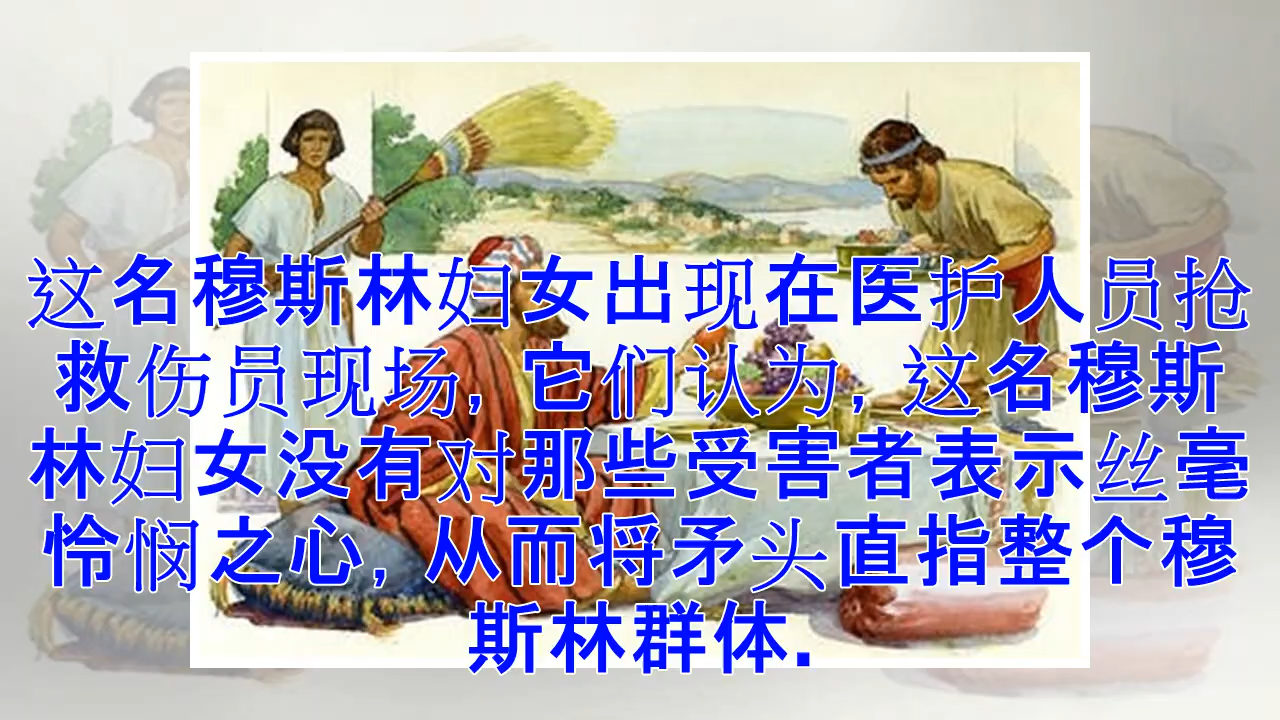 这名穆斯林妇女出现在医护人员抢
救伤员现场, 它们认为, 这名穆斯
林妇女没有对那些受害者表示丝毫
怜悯之心, 从而将矛头直指整个穆
斯林群体.